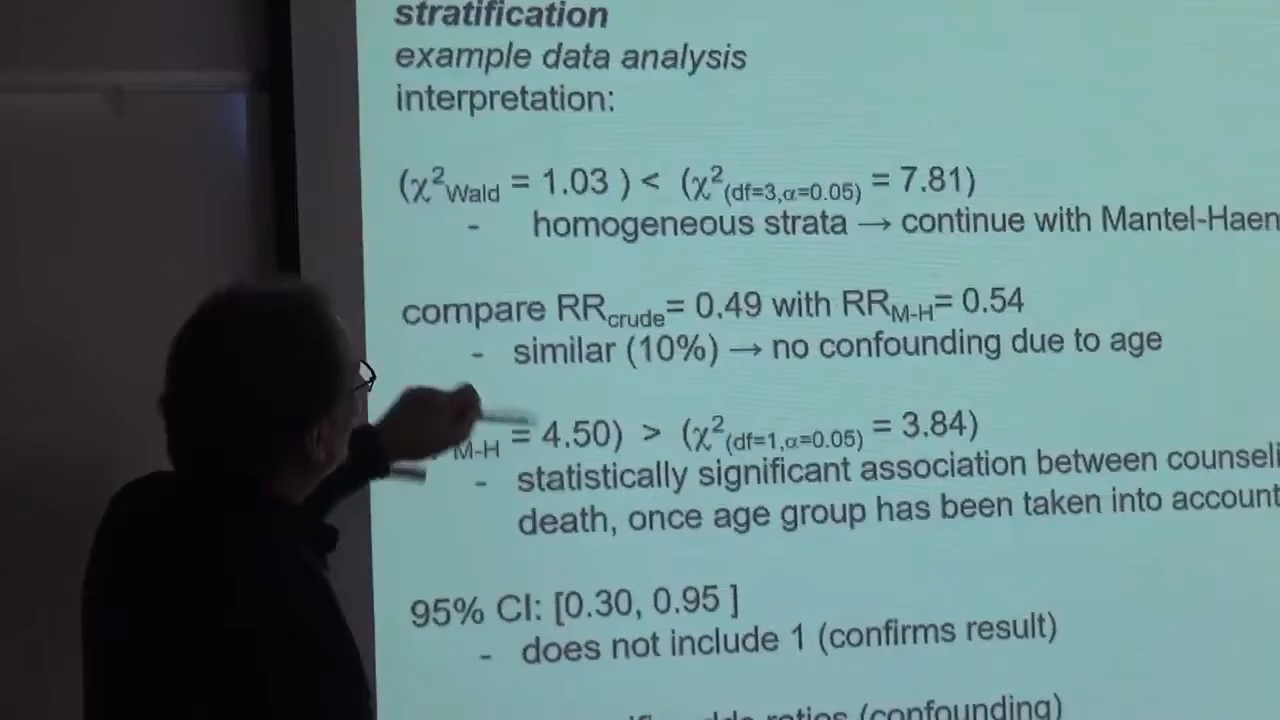 stratification
example data analysis
interpretation:
(χ²Wald = 1.03 ) < (χ²(df=3,α=0.05) = 7.81)
- homogeneous strata → continue with Mantel-Haen
compare RRcrude= 0.49 with RRM-H= 0.54
- similar (10%) → no confounding due to age
M-H = 4.50) > (χ²(df=1,α=0.05) = 3.84)
- statistically significant association between counseli
death, once age group has been taken into account
95% CI: [0.30, 0.95 ]
- does not include 1 (confirms result)
ratios (confounding)